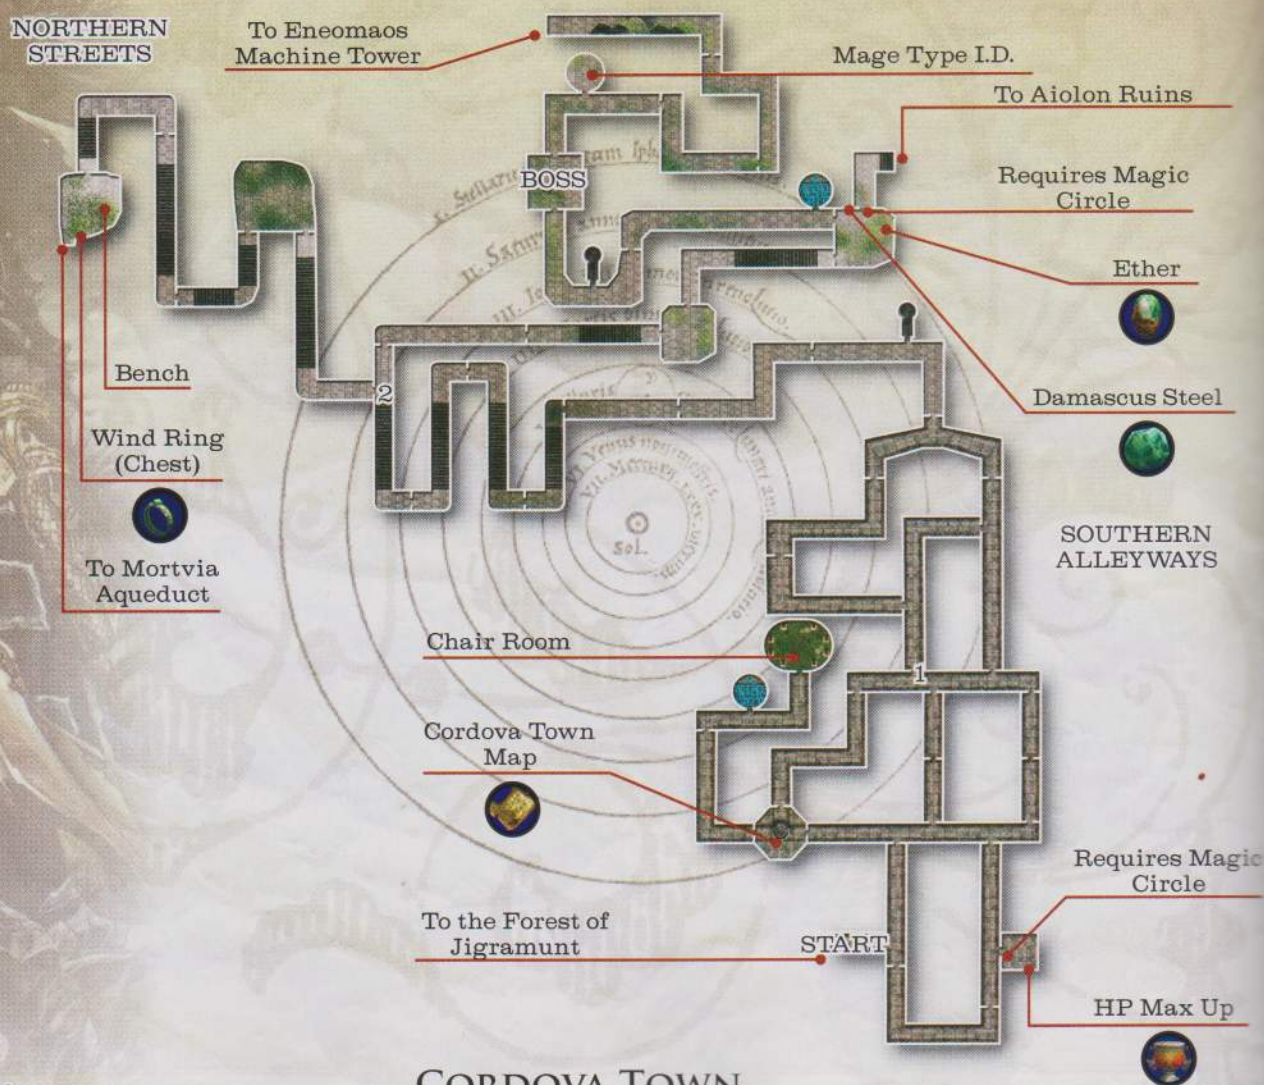 NORTHERN
STREETS
To Eneomaos
Machine Tower
Mage Type I.D.
To Aiolon Ruins
BOSS
Requires Magic
Circle
Ether
Bench
2
Damascus Steel
Wind Ring
(Chest)
SOUTHERN
ALLEYWAYS
Sol
To Mortvia
Aqueduct
Chair Room
1
Cordova Town
Map
Requires Magic
Circle
To the Forest of
Jigramunt
START
HP Max Up
CORDOVA TOWN